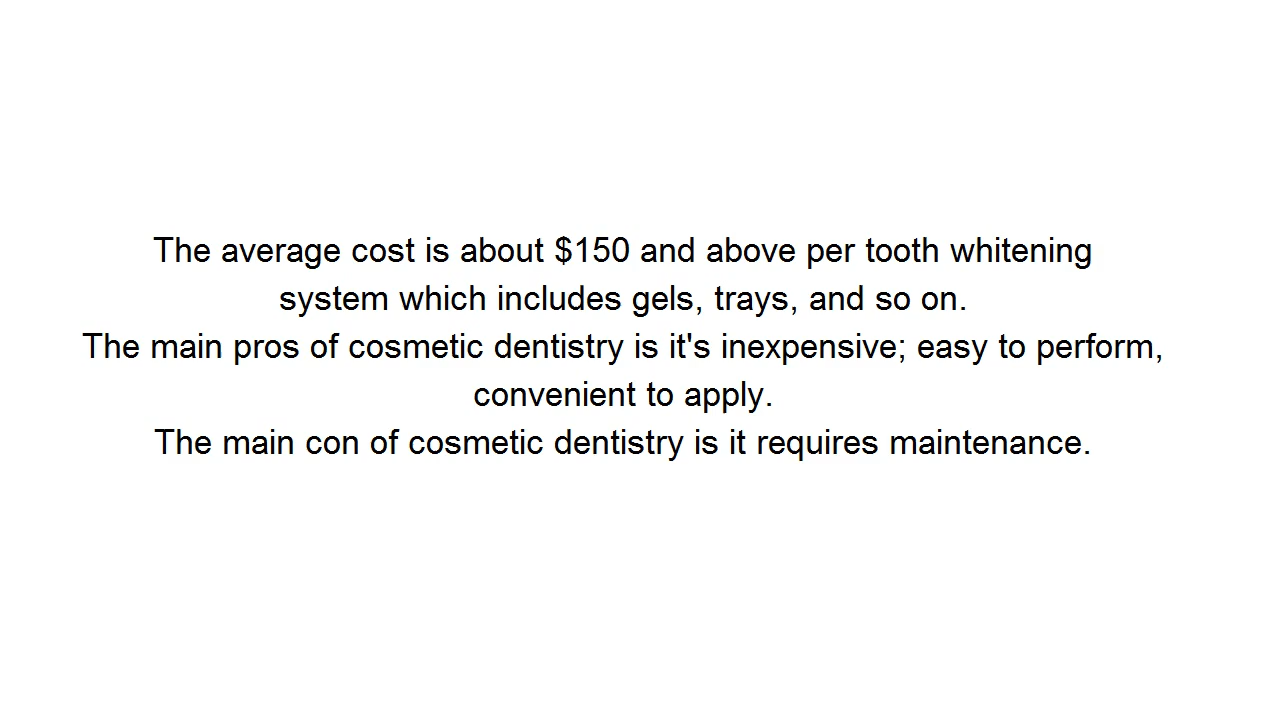 The average cost is about $150 and above per tooth whitening
system which includes gels, trays, and so on.
The main pros of cosmetic dentistry is it's inexpensive; easy to perform,
convenient to apply.
The main con of cosmetic dentistry is it requires maintenance.